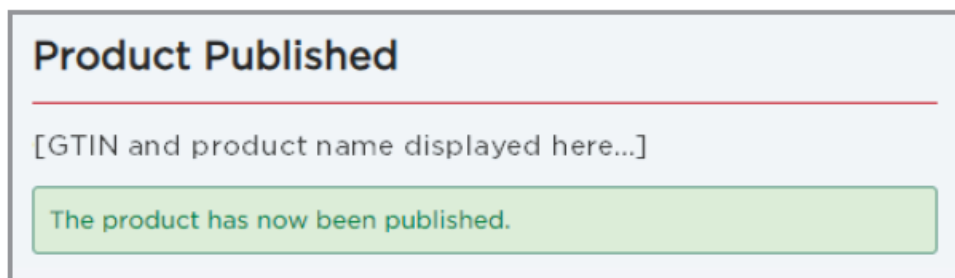 Product Published
[GTIN and product name displayed here...]
The product has now been published.